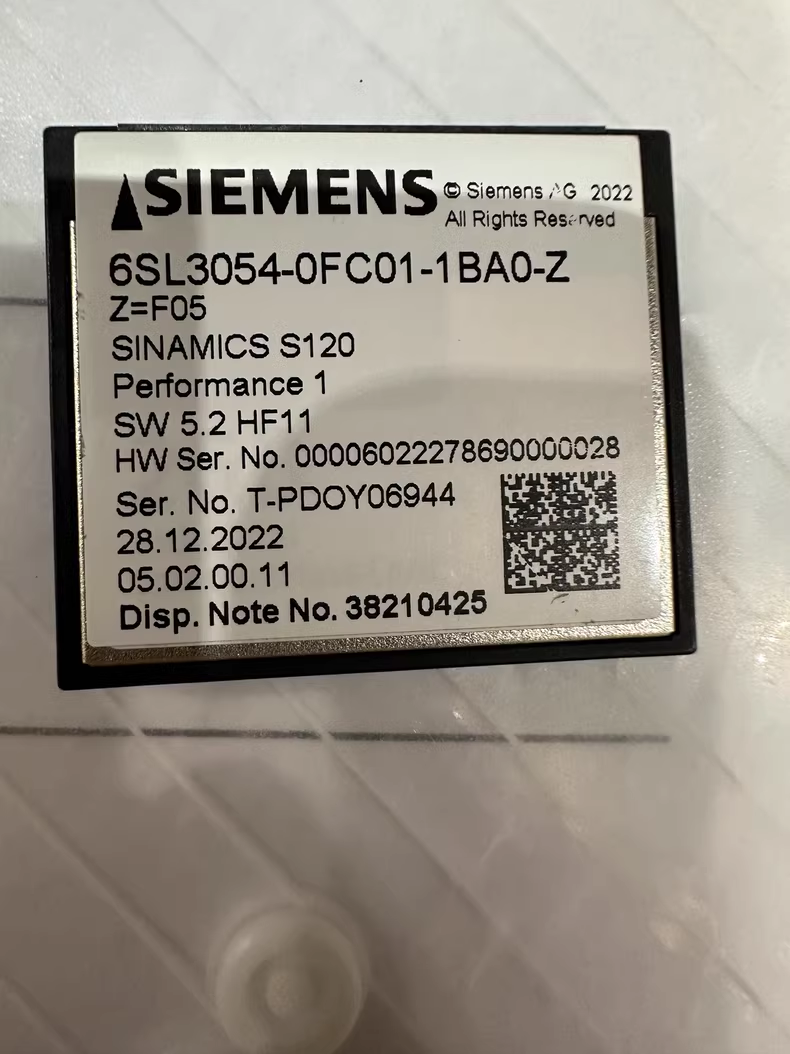 SIEMENS © Siemens AG 2022
All Rights Reserved
6SL3054-0FC01-1BA0-Z
Z=F05
SINAMICS S120
Performance 1
SW 5.2 HF11
HW Ser. No. 00006022278690000028
Ser. No. T-PDOY06944
28.12.2022
05.02.00.11
Disp. Note No. 38210425